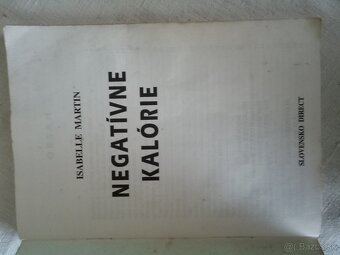 ISABELLE MARTIN
NEGATÍVNE
KALÓRIE
SLOVENSKO DIRECT